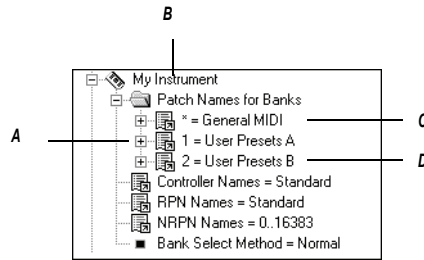 B
My Instrument
Patch Names for Banks
* = General MIDI
C
A
1 = User Presets A
2 = User Presets B
D
Controller Names = Standard
RPN Names = Standard
NRPN Names = 0..16383
Bank Select Method = Normal